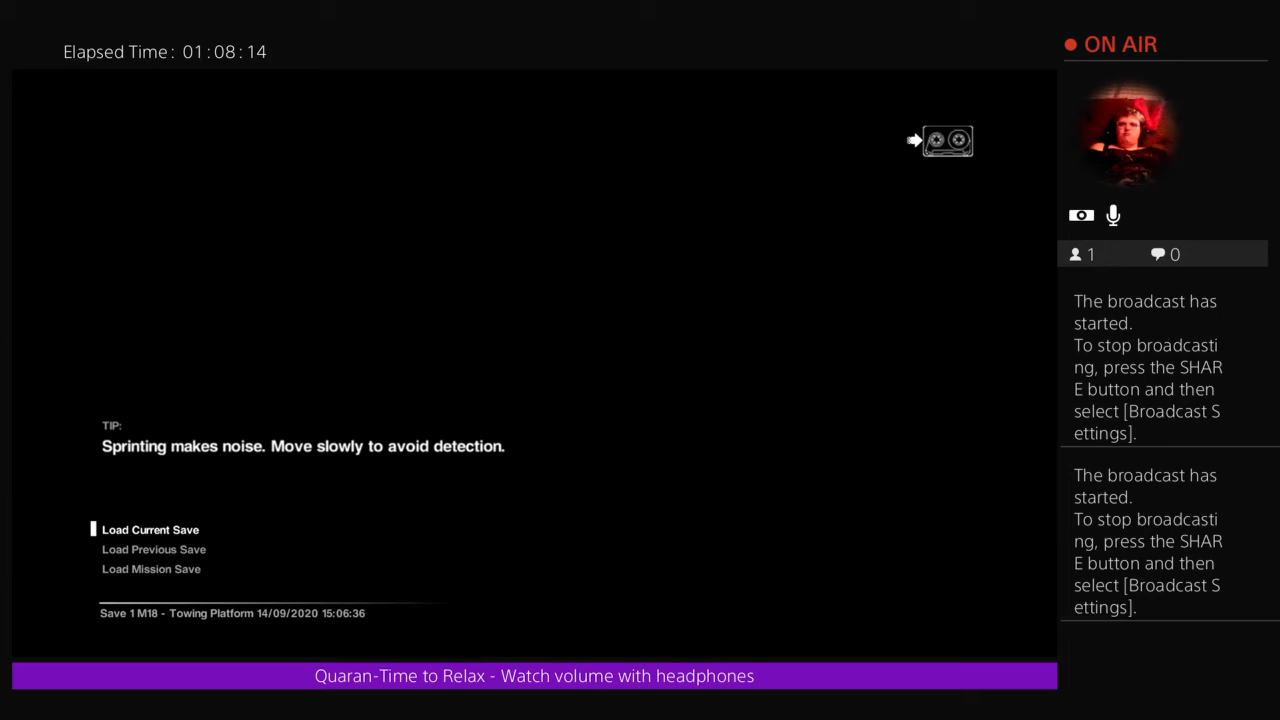 Elapsed Time: 01:08:14
ON AIR
1
0
The broadcast has
started.
To stop broadcasti
ng, press the SHAR
E button and then
select [Broadcast S
ettings].
The broadcast has
started.
To stop broadcasti
ng, press the SHAR
E button and then
select [Broadcast S
ettings].
TIP:
Sprinting makes noise. Move slowly to avoid detection.
Load Current Save
Load Previous Save
Load Mission Save
Save 1 M18 - Towing Platform 14/09/2020 15:06:36
Quaran-Time to Relax - Watch volume with headphones